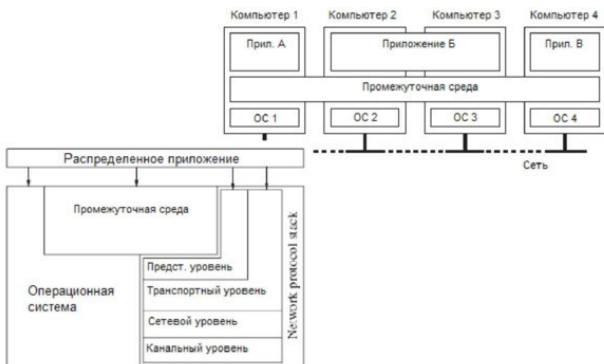 Компьютер 1 Компьютер 2 Компьютер 3 Компьютер 4
Прил. А Приложение Б Прил. В
Промежуточная среда
ОС 1 ОС 2 ОС 3 ОС 4
Сеть
Распределенное приложение
Промежуточная среда
Операционная
система
Предст. уровень
Транспортный уровень
Сетевой уровень
Канальный уровень
Network protocol stack